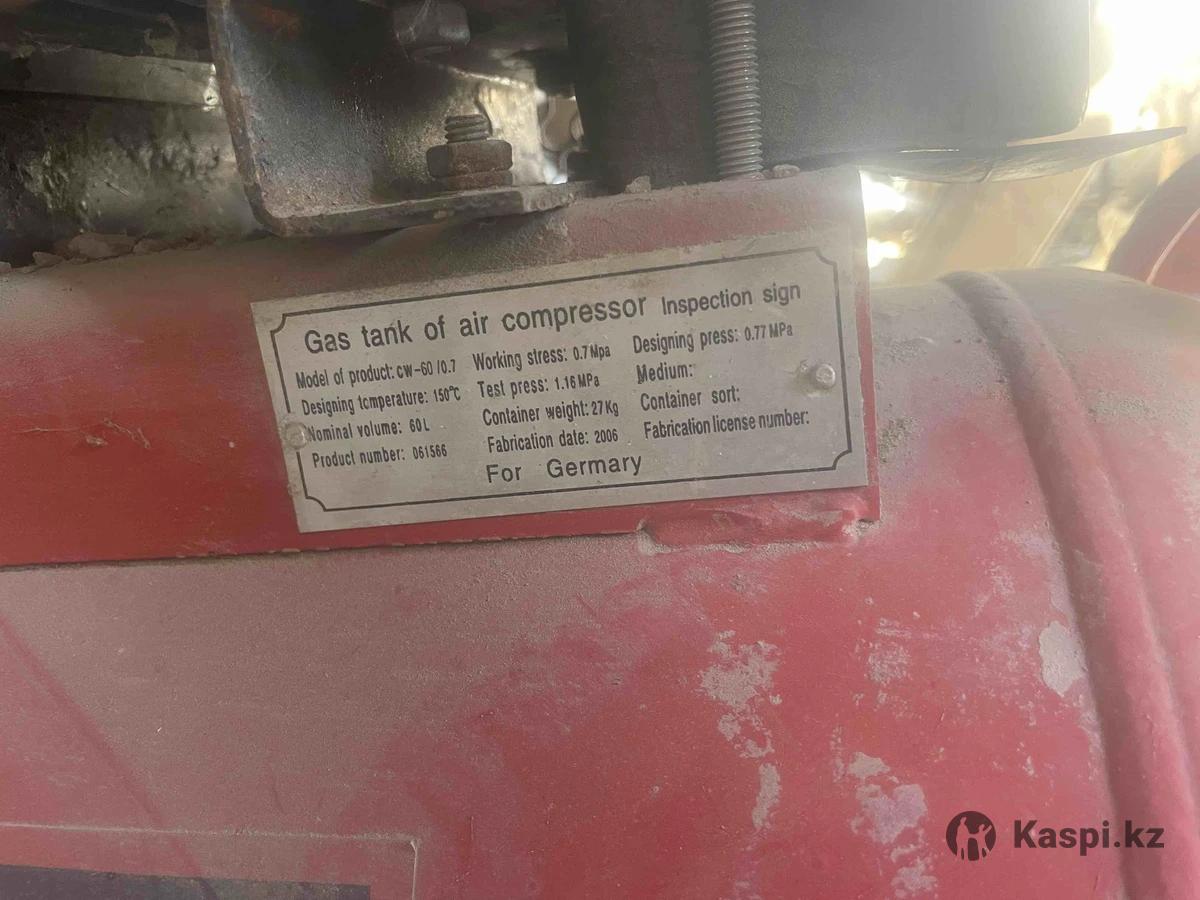 Gas tank of air compressor Inspection sign
Model of product: CW-60/0.7 Working stress: 0.7Mpa Designing press: 0.77MPa
Designing tcmperature: 150℃ Test press: 1.16MPa Medium:
Nominal volume: 60L Container weight: 27Kg Container sort:
Product number: 061566 Fabrication date: 2006 Fabrication license number:
For Germary
Kaspi.kz